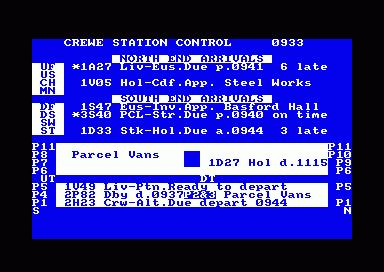 CREWE STATION CONTROL 0933
NORTH END ARRIVALS
UF *1A27 Liv-Eus.Due p.0941 6 late
US
CH 1V05 Hol-Cdf.App. Steel Works
MN
SOUTH END ARRIVALS
DF 1S47 Eus-Inv.App. Basford Hall
DS *3S40 PCL-Str.Due p.0940 on time
SW
ST 1D33 Stk-Hol.Due a.0944 3 late
P11 P11
P8 Parcel Vans P10
P7 1D27 Hol d.1115 P9
P6 P6
UT DT
P5 1V49 Liv-Ptn.Ready to depart P5
P4 2P82 Dby d.0937 P2&3 Parcel Vans
P1 2H23 Crw-Alt.Due depart 0944 P1
S N